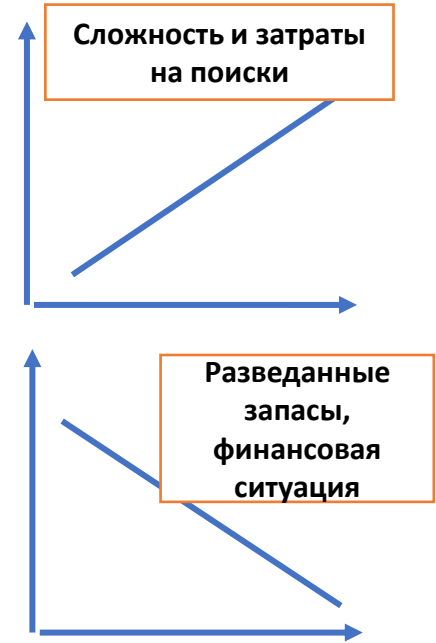 Сложность и затраты
на поиски
Разведанные
запасы,
финансовая
ситуация